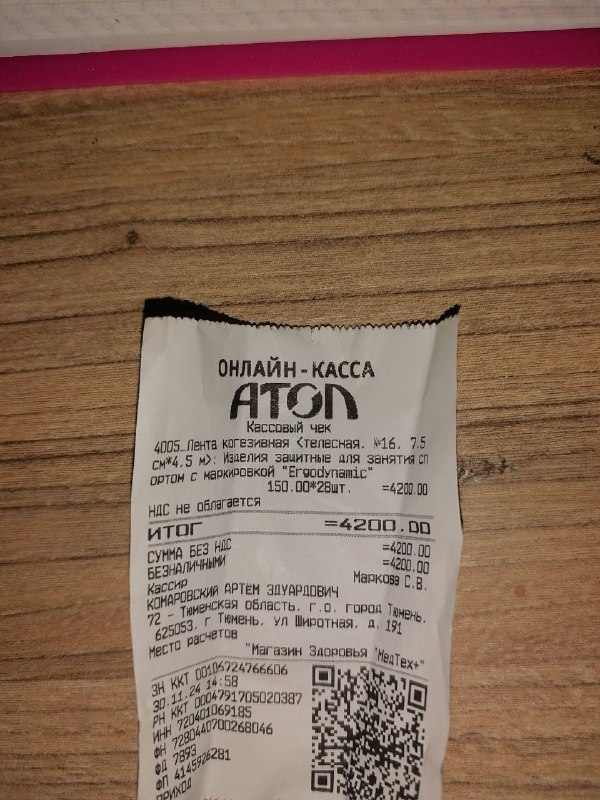 ОНЛАЙН-КАССА
АТОЛ
Кассовый чек
4005_Лента когезивная (телесная, №16, 7.5
см*4.5 м): Изделия защитные для занятия сп
ортом с маркировкой "Ergodynamic"
150.00*28шт. =4200.00
НДС не облагается
ИТОГ =4200.00
СУММА БЕЗ НДС =4200.00
БЕЗНАЛИЧНЫМИ =4200.00
Кассир Маркова С.В.
КОМАРОВСКИЙ АРТЕМ ЭДУАРДОВИЧ
72 - Тюменская область, г.о. город Тюмень,
625053, г Тюмень, ул Широтная, д. 191
Место расчетов
"Магазин Здоровья "МедТех+"
ЗН ККТ 00106724766606
30.11.24 14:58
РН ККТ 0004791705020387
ИНН 720401069185
ФН 7280440700268046
ФД 7893
ФП 4145926281
ПРИХОД